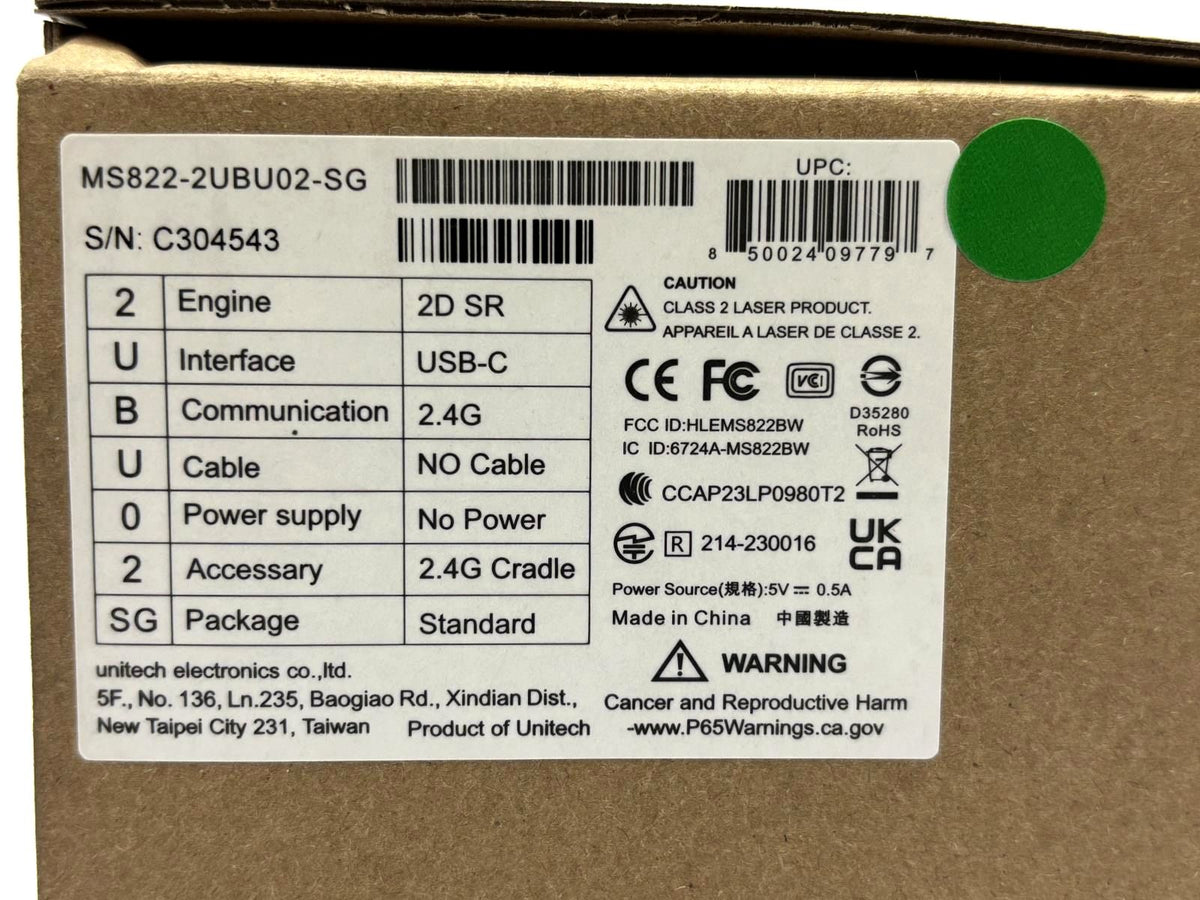 MS822-2UBU02-SG
S/N: C304543
UPC:
8 50024 09779 7
2 Engine 2D SR
U Interface USB-C
B Communication 2.4G
U Cable NO Cable
0 Power supply No Power
2 Accessary 2.4G Cradle
SG Package Standard
unitech electronics co.,ltd.
5F., No. 136, Ln.235, Baogiao Rd., Xindian Dist.,
New Taipei City 231, Taiwan Product of Unitech
CAUTION
CLASS 2 LASER PRODUCT.
APPAREIL A LASER DE CLASSE 2.
CE FC VCI
D35280
RoHS
FCC ID:HLEMS822BW
IC ID:6724A-MS822BW
CCAP23LP0980T2
R 214-230016
UK
CA
Power Source(規格):5V ⎓ 0.5A
Made in China 中國製造
WARNING
Cancer and Reproductive Harm
-www.P65Warnings.ca.gov